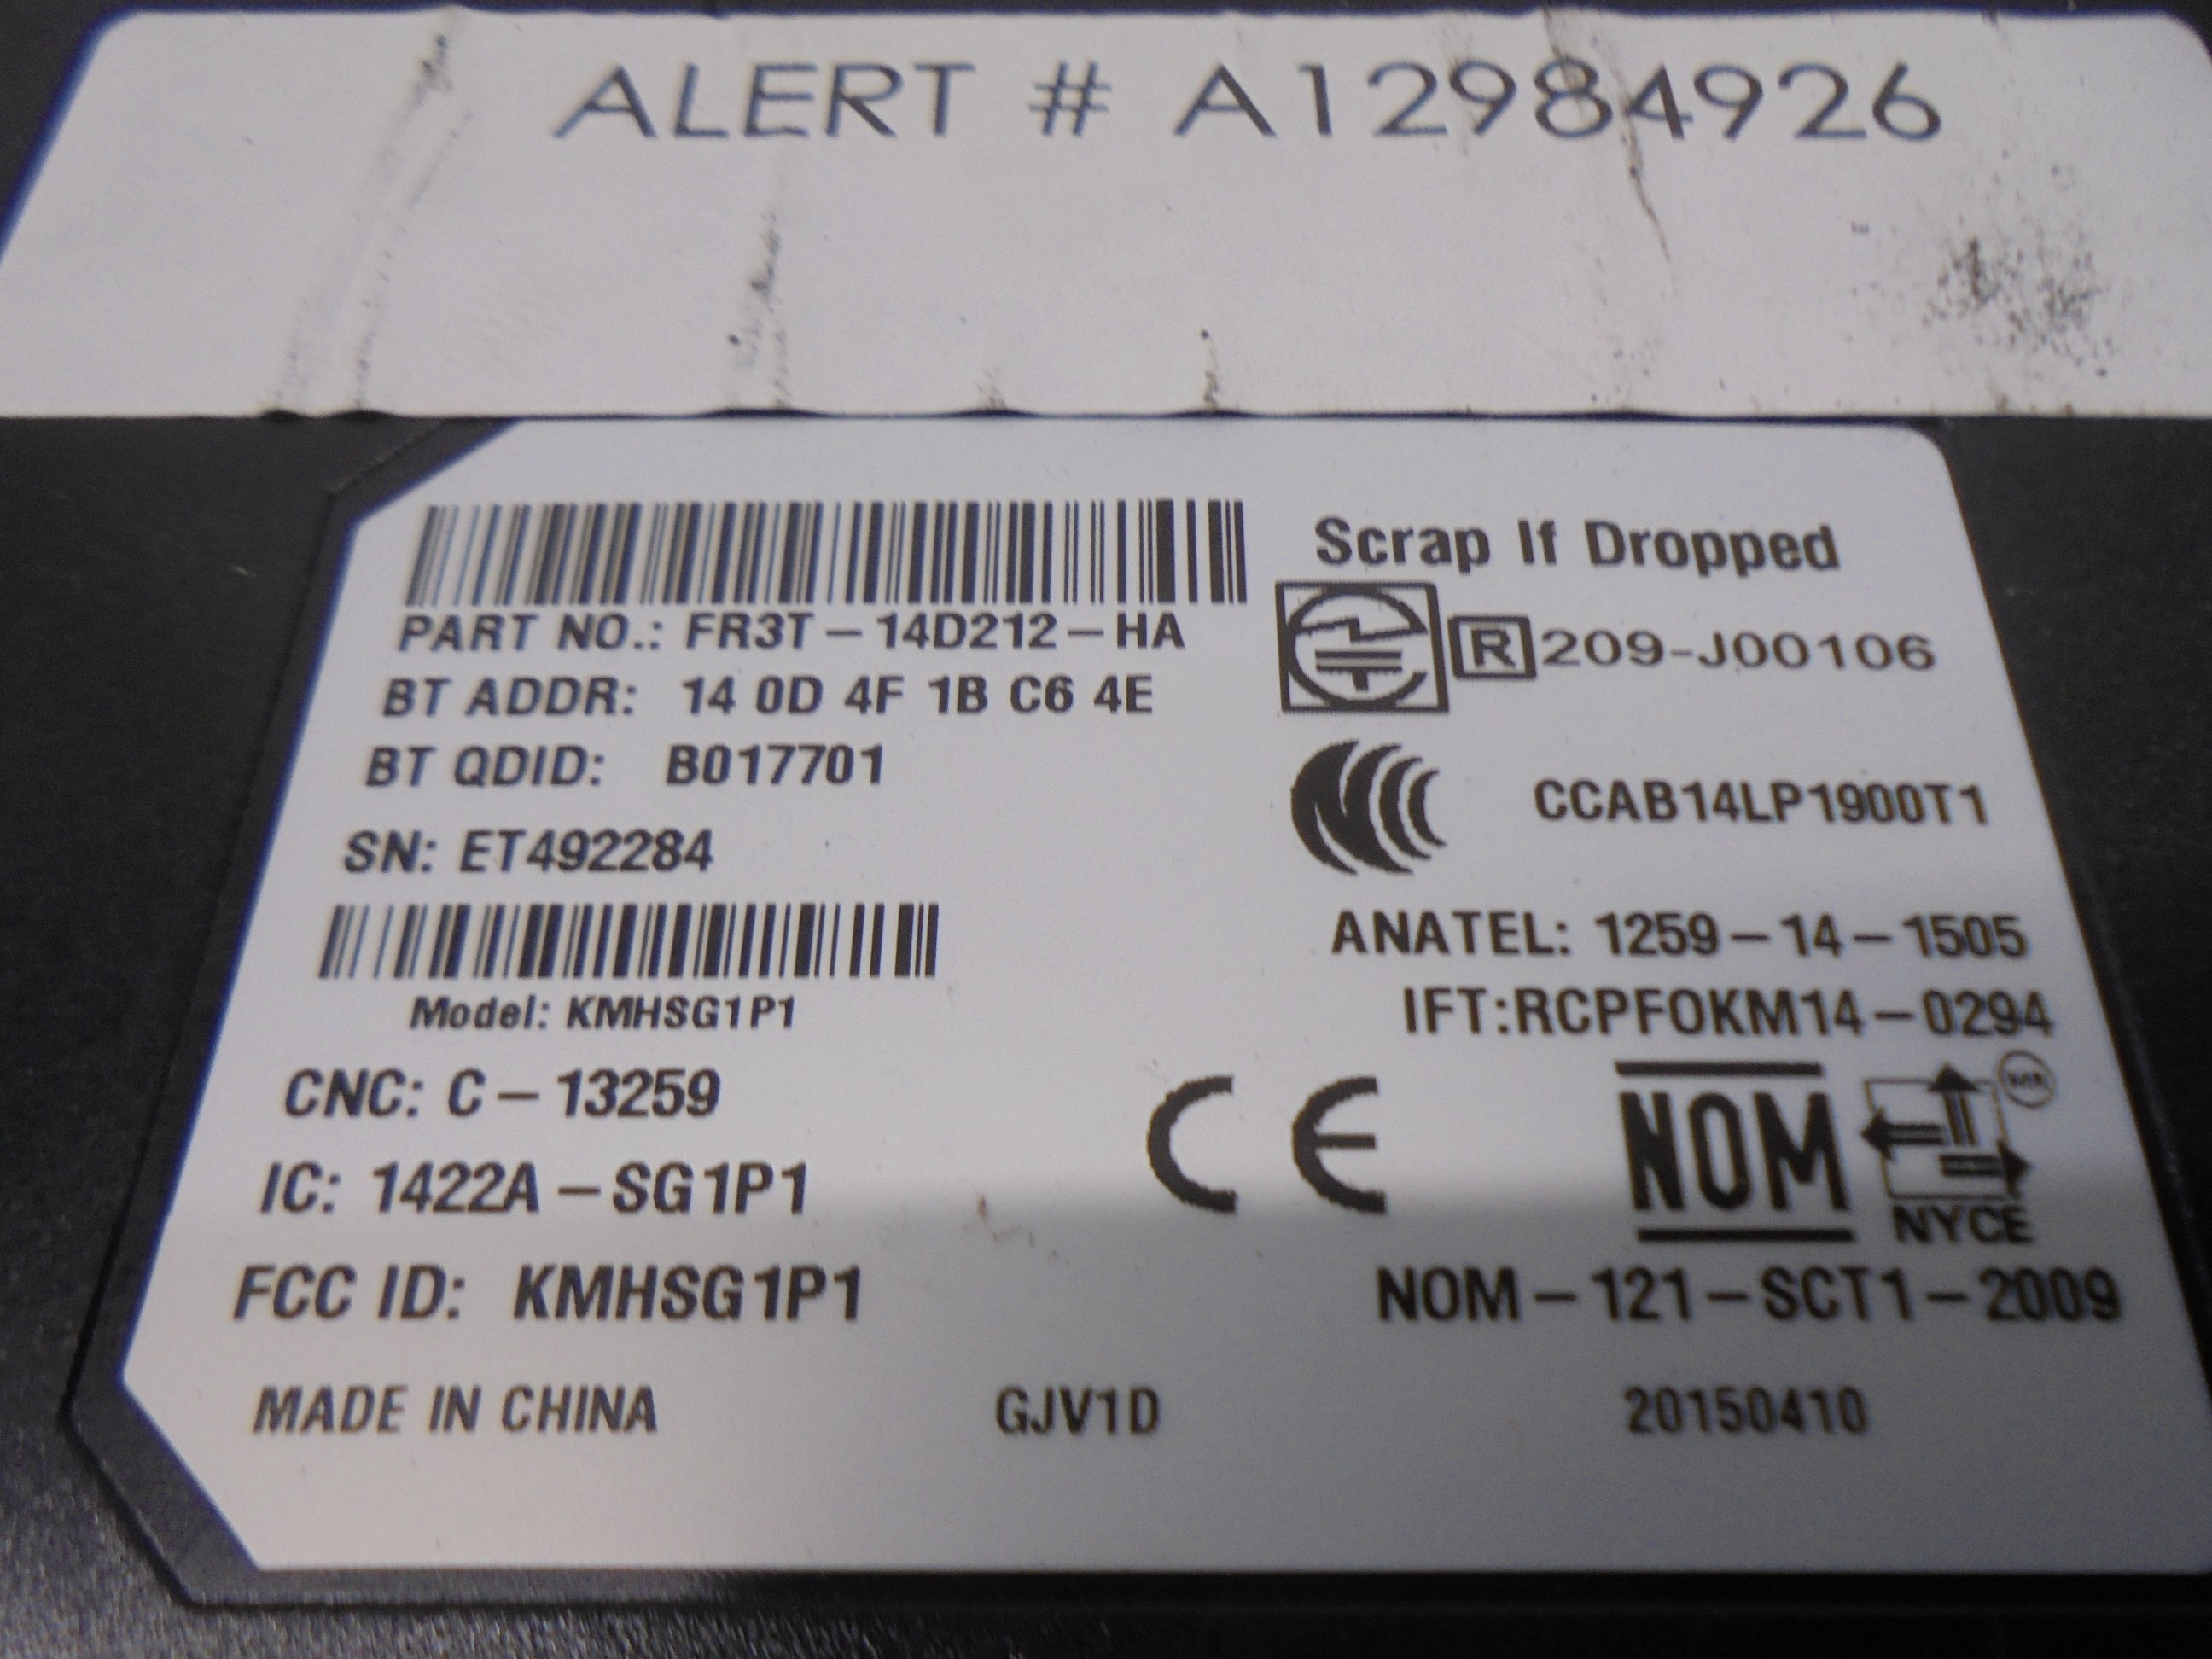 ALERT # A12984926
Scrap If Dropped
PART NO.: FR3T-14D212-HA
R 209-J00106
BT ADDR: 14 0D 4F 1B C6 4E
BT QDID: B017701
CCAB14LP1900T1
SN: ET492284
ANATEL: 1259-14-1505
Model: KMHSG1P1
IFT:RCPFOKM14-0294
CNC: C-13259
CE
NOM
NYCE
IC: 1422A-SG1P1
FCC ID: KMHSG1P1
NOM-121-SCT1-2009
MADE IN CHINA
GJV1D
20150410